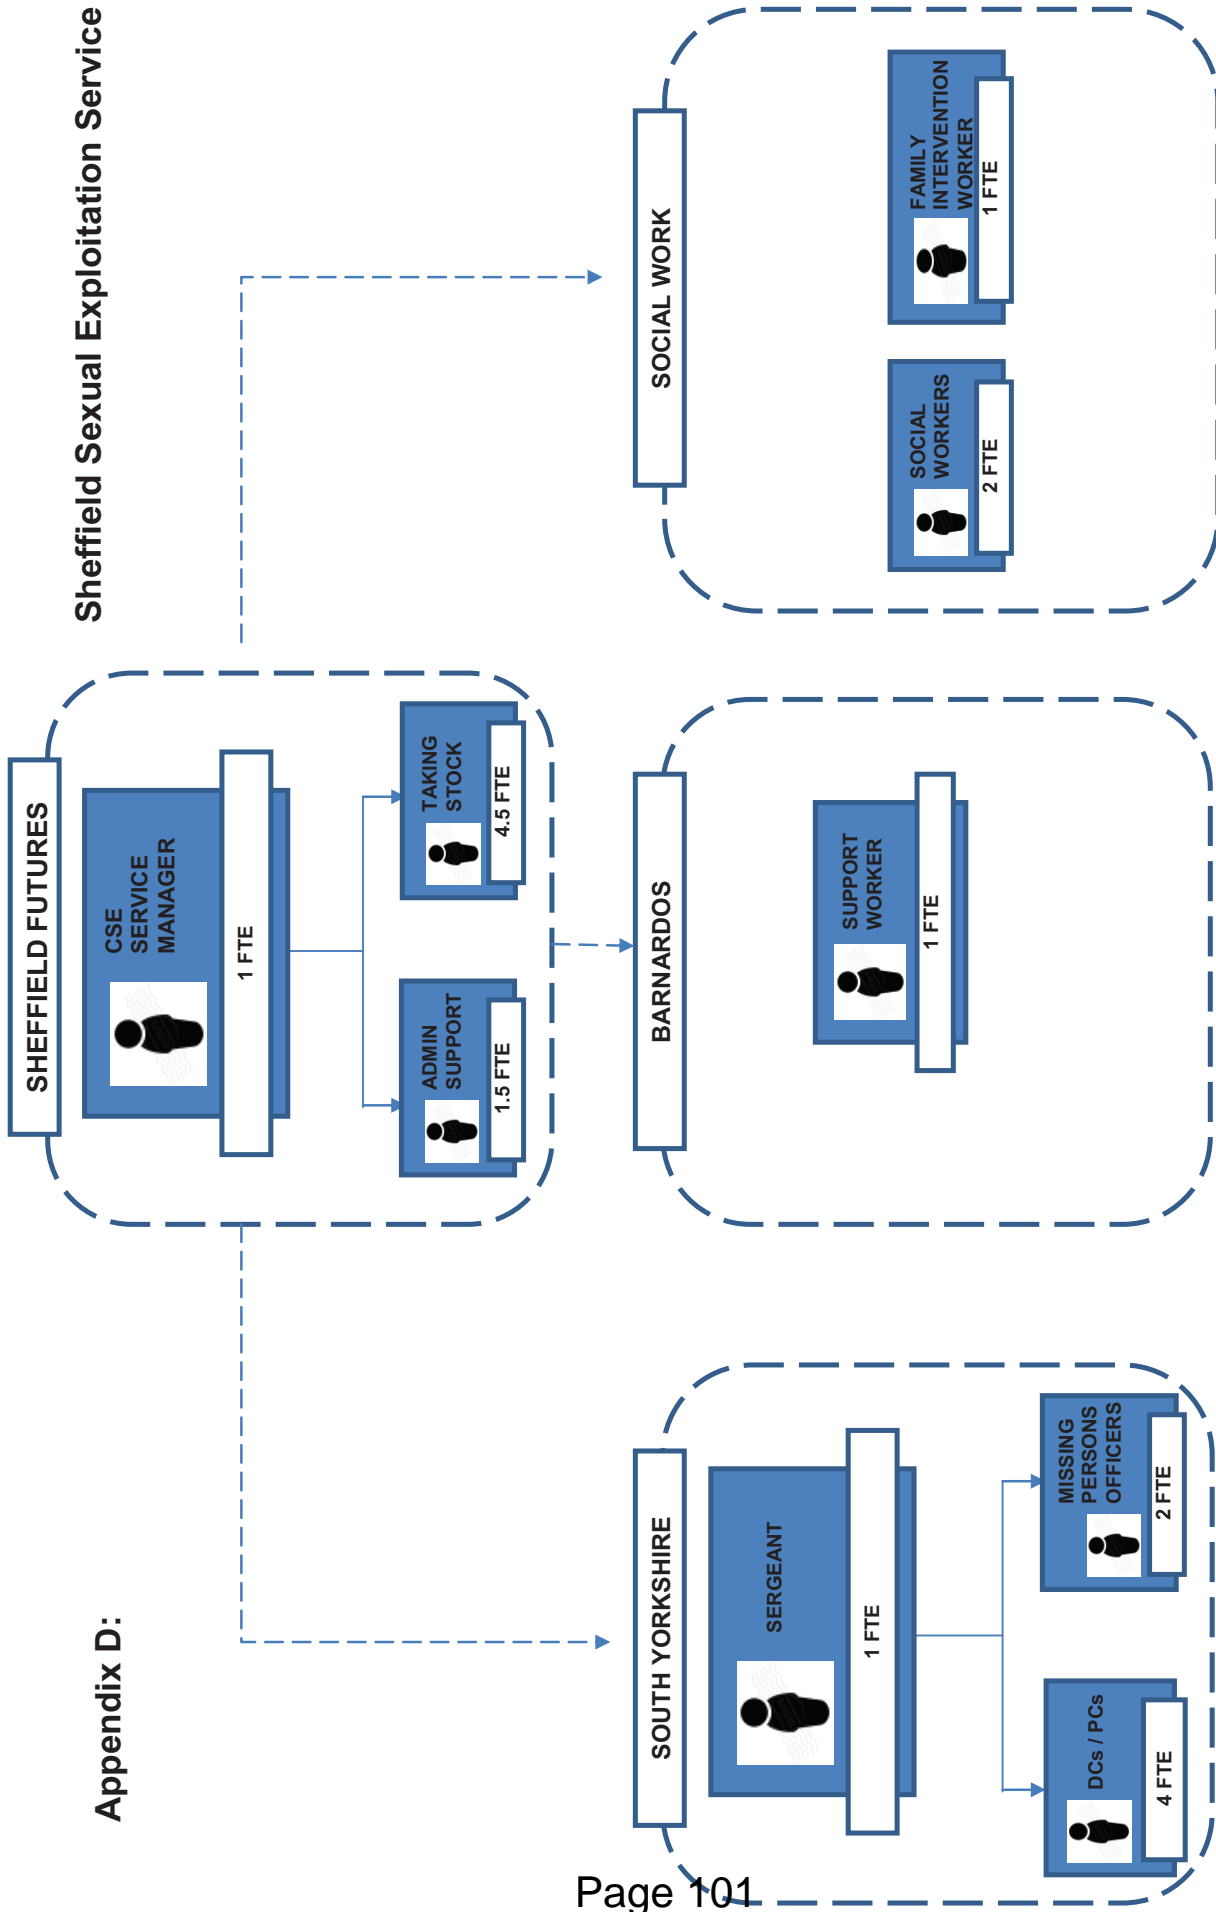 Appendix D:
Sheffield Sexual Exploitation Service
SHEFFIELD FUTURES
CSE
SERVICE
MANAGER
1 FTE
ADMIN
SUPPORT
1.5 FTE
TAKING
STOCK
4.5 FTE
SOUTH YORKSHIRE
SERGEANT
1 FTE
DCs / PCs
4 FTE
MISSING
PERSONS
OFFICERS
2 FTE
BARNARDOS
SUPPORT
WORKER
1 FTE
SOCIAL WORK
SOCIAL
WORKERS
2 FTE
FAMILY
INTERVENTION
WORKER
1 FTE
Page 101